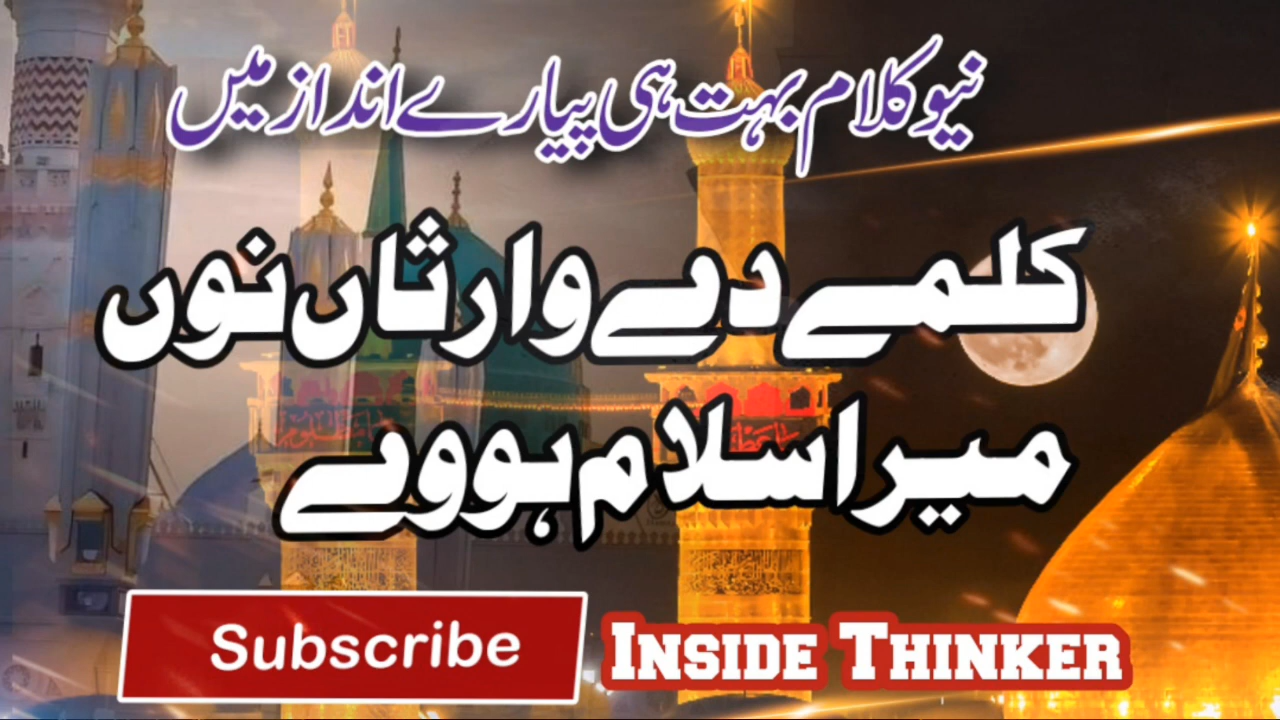 نیو کلام بہت ہی پیارے انداز میں
کلمے دے وارثاں نوں
میرا سلام ہووے
Subscribe
INSIDE THINKER